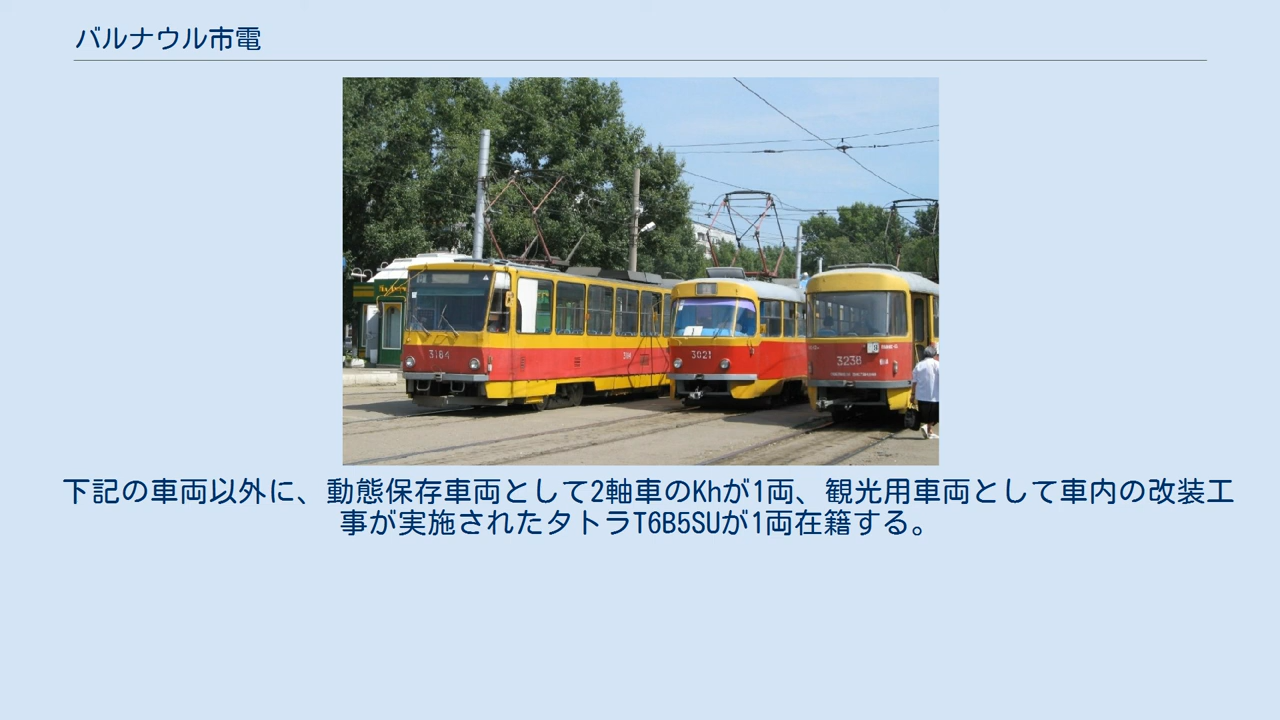 バルナウル市電
3184
3021
3238
下記の車両以外に、動態保存車両として2軸車のKhが1両、観光用車両として車内の改装工
事が実施されたタトラT6B5SUが1両在籍する。